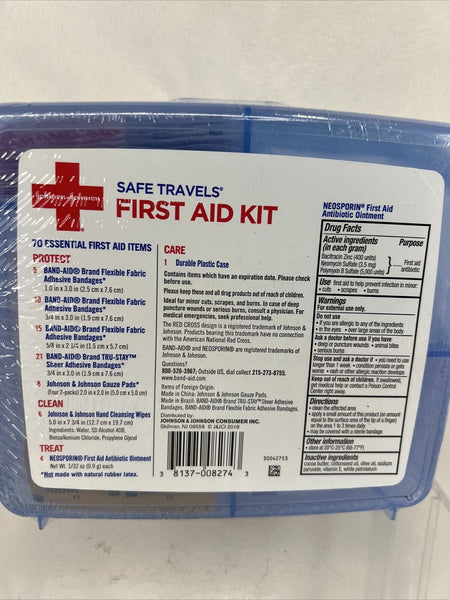 Johnson & Johnson
SAFE TRAVELS®
FIRST AID KIT
70 ESSENTIAL FIRST AID ITEMS
PROTECT
5 BAND-AID® Brand Flexible Fabric
Adhesive Bandages*
1.0 in x 3.0 in (2.5 cm x 7.6 cm)
10 BAND-AID® Brand Flexible Fabric
Adhesive Bandages*
3/4 in x 3.0 in (1.9 cm x 7.6 cm)
15 BAND-AID® Brand Flexible Fabric
Adhesive Bandages*
5/8 in x 2 1/4 in (1.5 cm x 5.7 cm)
21 BAND-AID® Brand TRU-STAY™
Sheer Adhesive Bandages*
3/4 in x 3.0 in (1.9 cm x 7.6 cm)
8 Johnson & Johnson Gauze Pads*
(Four 2-packs) 2.0 in x 2.0 in (5.0 cm x 5.0 cm)
CLEAN
6 Johnson & Johnson Hand Cleansing Wipes
5.0 in x 7 3/4 in (12.7 cm x 19.7 cm)
Ingredients: Water, SD Alcohol 40B,
Benzalkonium Chloride, Propylene Glycol
TREAT
4 NEOSPORIN® First Aid Antibiotic Ointment
Net Wt. 1/32 oz (0.9 g) each
*Not made with natural rubber latex.
CARE
1 Durable Plastic Case
Contains items which have an expiration date. Please check
before use.
Please keep these and all drug products out of reach of children.
Ideal for minor cuts, scrapes, and burns. In case of deep
puncture wounds or serious burns, consult a physician. For
medical emergencies, seek professional help.
The RED CROSS design is a registered trademark of Johnson &
Johnson. Products bearing this trademark have no connection with
the American National Red Cross.
BAND-AID® and NEOSPORIN® are registered trademarks of
Johnson & Johnson.
Questions?
800-526-3967; Outside US, dial collect 215-273-8755.
www.band-aid.com
Items of Foreign Origin:
Made in China: Johnson & Johnson Gauze Pads.
Made in Brazil: BAND-AID® Brand TRU-STAY™ Sheer Adhesive
Bandages, BAND-AID® Brand Flexible Fabric Adhesive Bandages.
Distributed by:
JOHNSON & JOHNSON CONSUMER INC.
Skillman, NJ 08558 © J&JCI 2018
30042753
3 8137-008274 3
NEOSPORIN® First Aid
Antibiotic Ointment
Drug Facts
Active ingredients Purpose
(in each gram)
Bacitracin Zinc (400 units)
Neomycin Sulfate (3.5 mg) First aid
Polymyxin B Sulfate (5,000 units) antibiotic
Use first aid to help prevent infection in minor:
• cuts • scrapes • burns
Warnings
For external use only.
Do not use
• if you are allergic to any of the ingredients
• in the eyes • over large areas of the body
Ask a doctor before use if you have
• deep or puncture wounds • animal bites
• serious burns
Stop use and ask a doctor if • you need to use
longer than 1 week • condition persists or gets
worse • rash or other allergic reaction develops
Keep out of reach of children. If swallowed,
get medical help or contact a Poison Control
Center right away.
Directions
• clean the affected area
• apply a small amount of this product (an amount
equal to the surface area of the tip of a finger)
on the area 1 to 3 times daily
• may be covered with a sterile bandage
Other information
• store at 20°C-25°C (68-77°F)
Inactive ingredients
cocoa butter, cottonseed oil, olive oil, sodium
pyruvate, vitamin E, white petrolatum